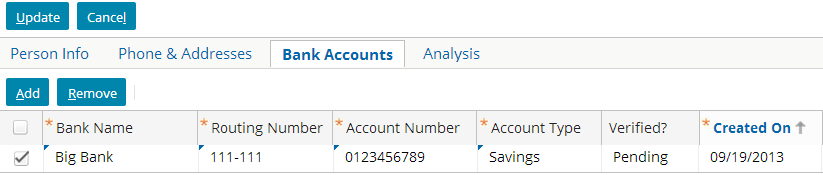 Update Cancel
Person Info Phone & Addresses Bank Accounts Analysis
Add Remove
* Bank Name * Routing Number * Account Number * Account Type Verified? * Created On ↑
Big Bank 111-111 0123456789 Savings Pending 09/19/2013